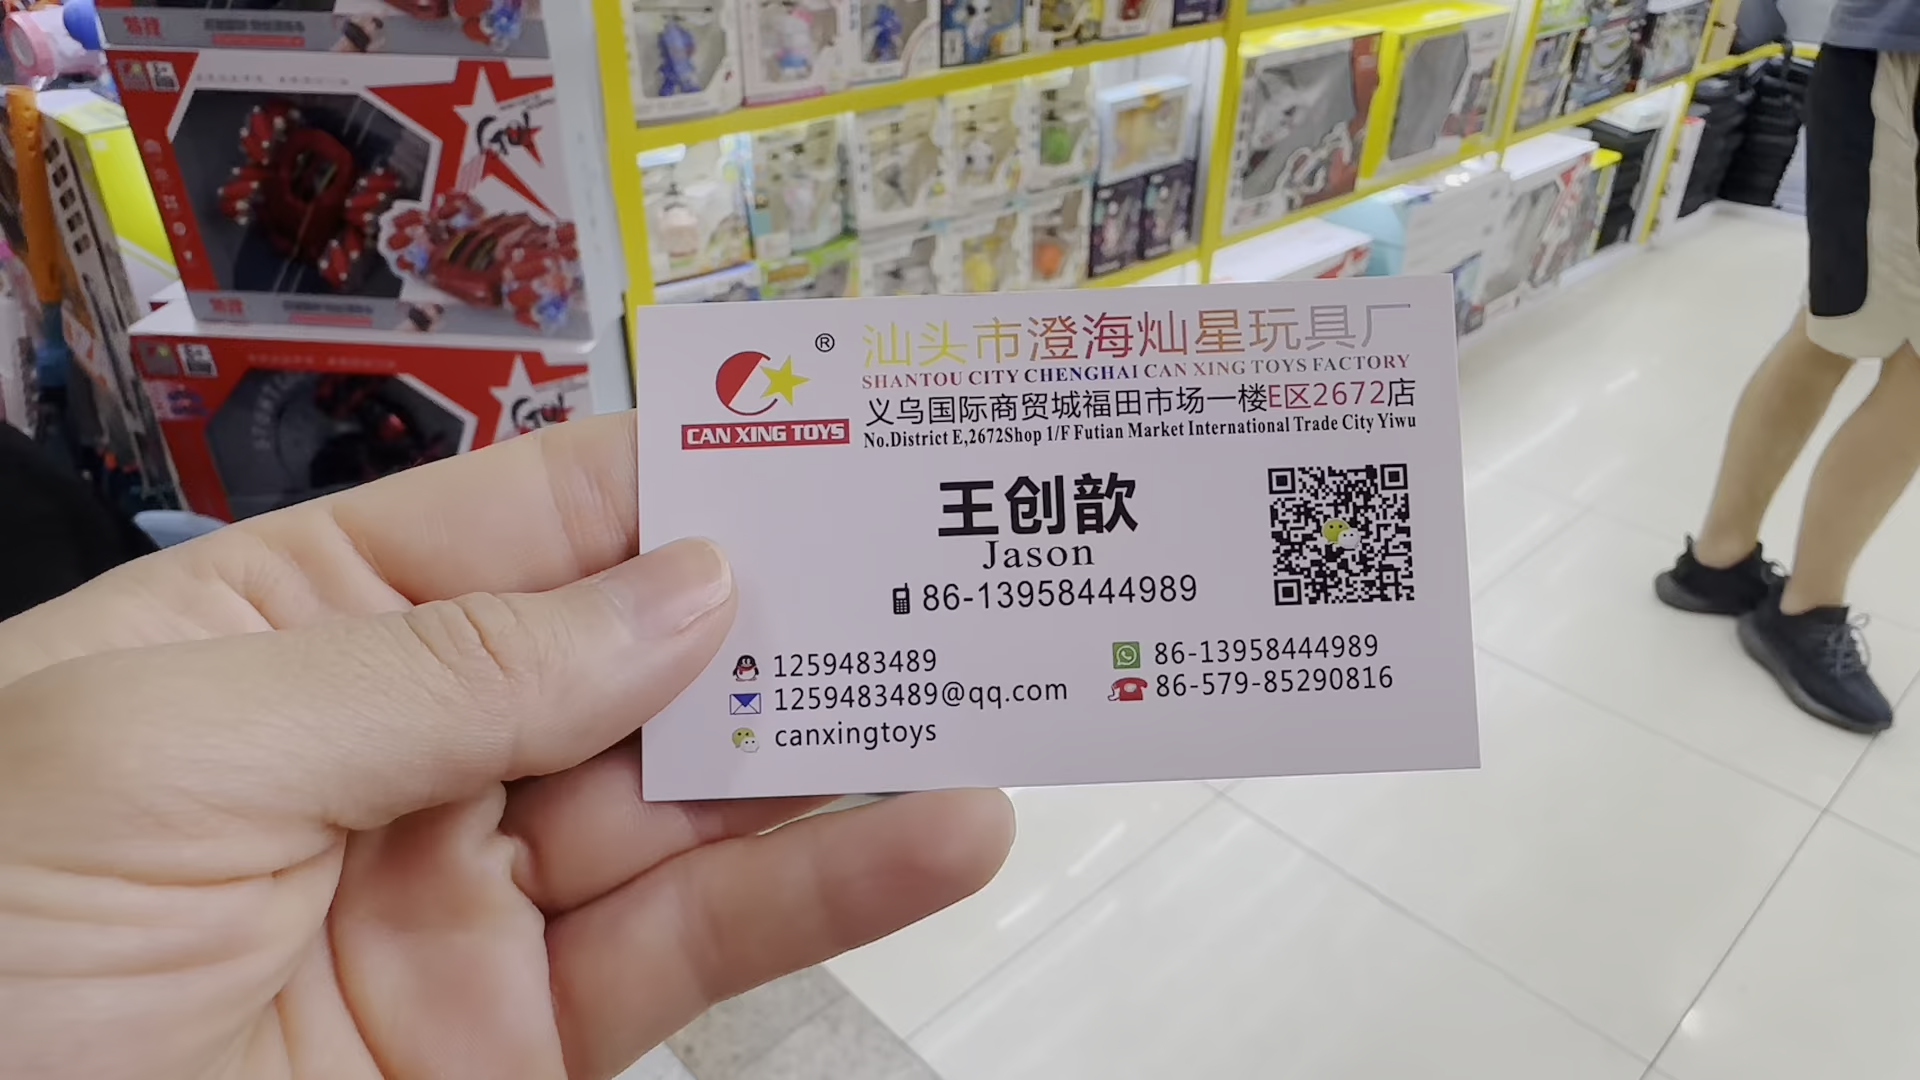 ®
CAN XING TOYS
汕头市澄海灿星玩具厂
SHANTOU CITY CHENGHAI CAN XING TOYS FACTORY
义乌国际商贸城福田市场一楼E区2672店
No.District E,2672Shop 1/F Futian Market International Trade City Yiwu
王创歆
Jason
86-13958444989
1259483489
1259483489@qq.com
canxingtoys
86-13958444989
86-579-85290816